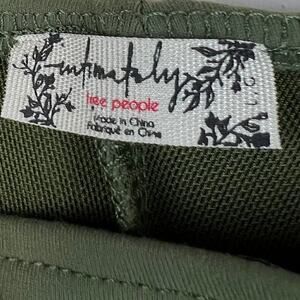 intimately
free people
Made in China
Fabriqué en Chine